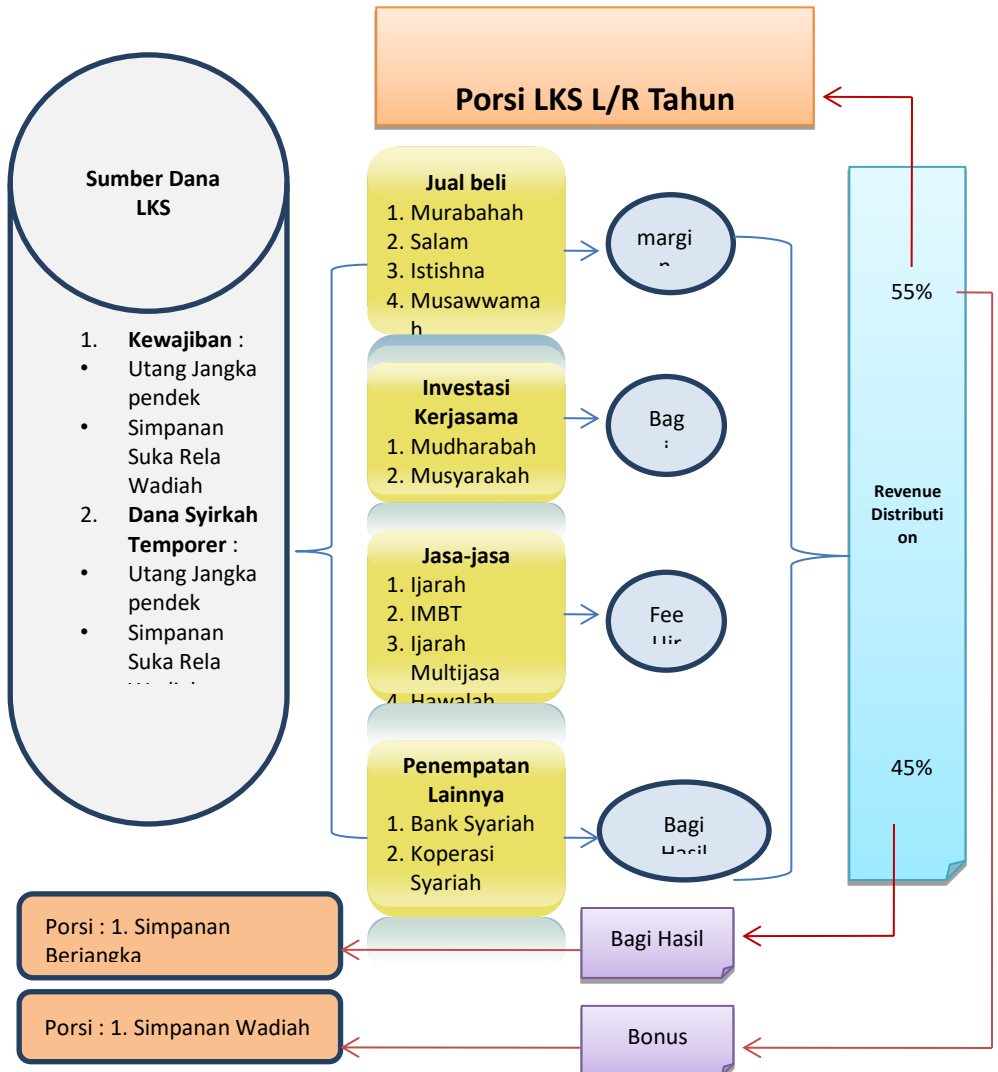 Porsi LKS L/R Tahun
Sumber Dana
LKS
1. Kewajiban :
• Utang Jangka
pendek
• Simpanan
Suka Rela
Wadiah
2. Dana Syirkah
Temporer :
• Utang Jangka
pendek
• Simpanan
Suka Rela
Jual beli
1. Murabahah
2. Salam
3. Istishna
4. Musawwama
h
Investasi
Kerjasama
1. Mudharabah
2. Musyarakah
Jasa-jasa
1. Ijarah
2. IMBT
3. Ijarah
Multijasa
4. Hawalah
Penempatan
Lainnya
1. Bank Syariah
2. Koperasi
Syariah
margi
n
Bag
i
Fee
Bagi
Hasil
55%
Revenue
Distributi
on
45%
Porsi : 1. Simpanan
Berjangka
Bagi Hasil
Porsi : 1. Simpanan Wadiah
Bonus